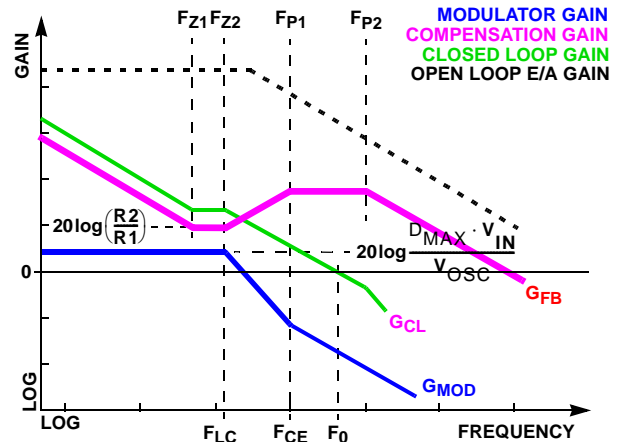 FZ1 FZ2 FP1 FP2
MODULATOR GAIN
COMPENSATION GAIN
CLOSED LOOP GAIN
OPEN LOOP E/A GAIN
GAIN
20log(R2/R1)
20log DMAX · VIN / VOSC
0
GFB
GCL
GMOD
LOG
LOG
FLC FCE F0 FREQUENCY